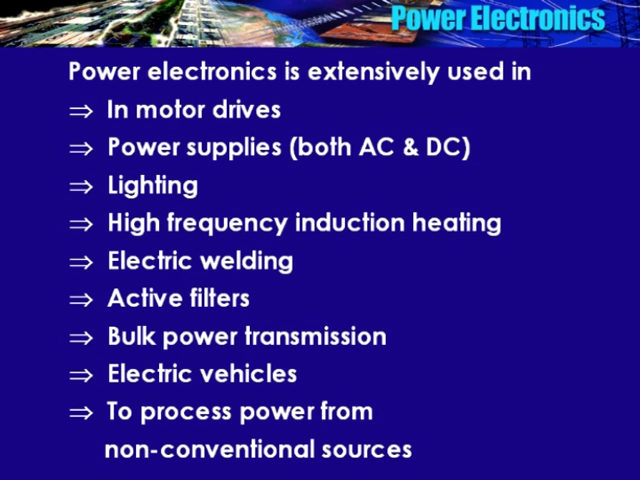 Power Electronics
Power electronics is extensively used in
⇒ In motor drives
⇒ Power supplies (both AC & DC)
⇒ Lighting
⇒ High frequency induction heating
⇒ Electric welding
⇒ Active filters
⇒ Bulk power transmission
⇒ Electric vehicles
⇒ To process power from
non-conventional sources